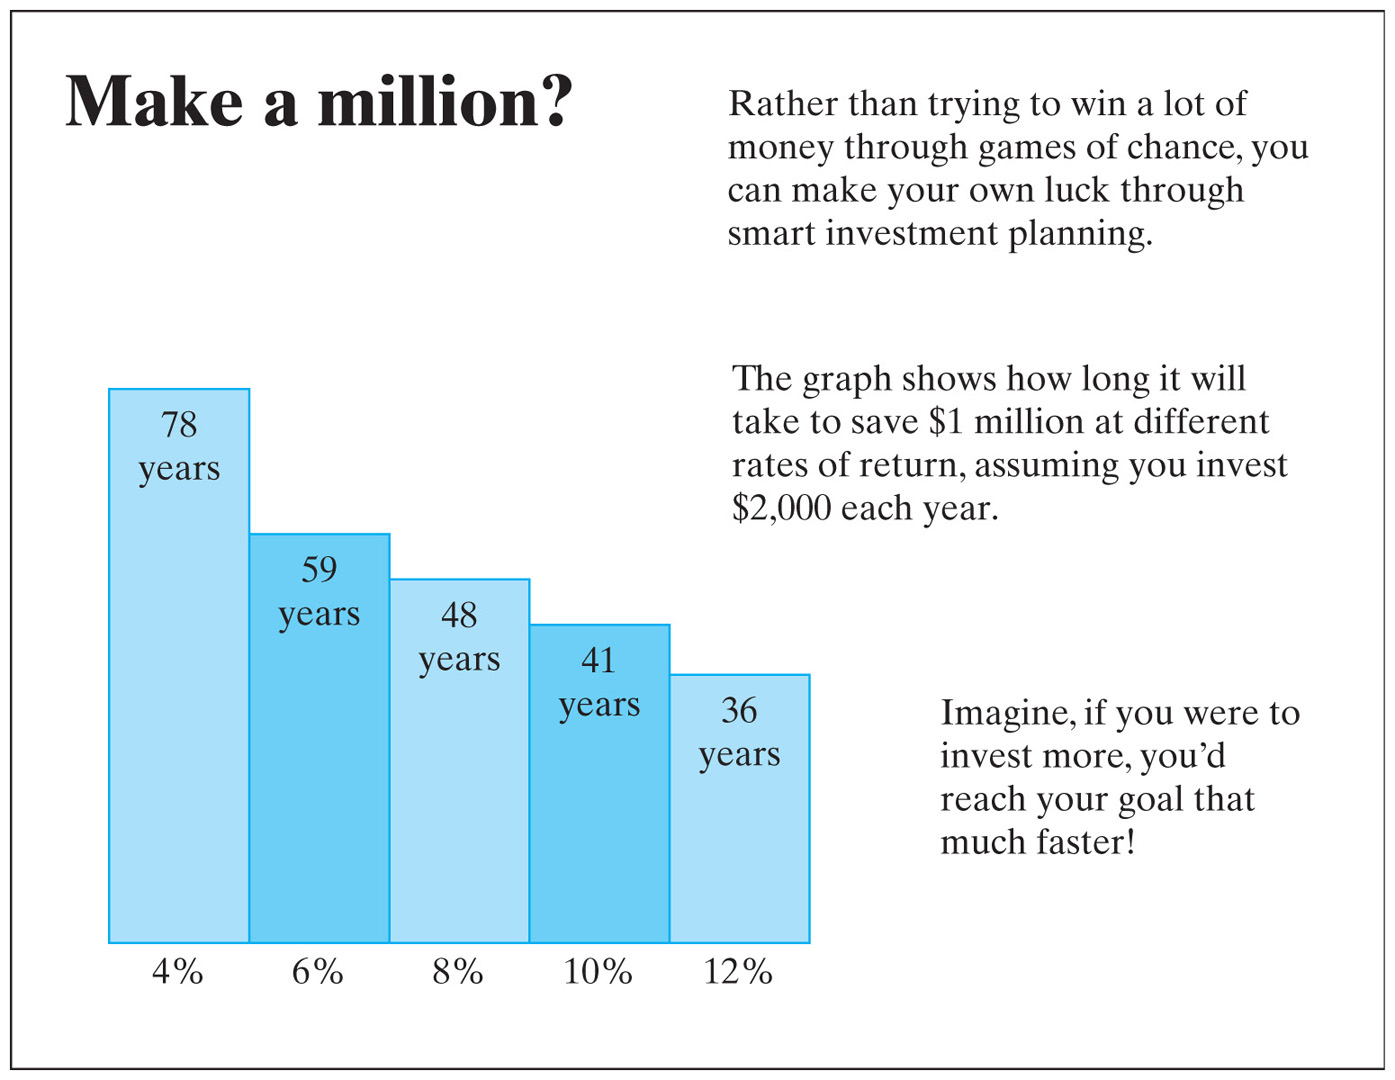 Make a million?
Rather than trying to win a lot of
money through games of chance, you
can make your own luck through
smart investment planning.
The graph shows how long it will
take to save $1 million at different
rates of return, assuming you invest
$2,000 each year.
78
years
59
years
48
years
41
years
36
years
Imagine, if you were to
invest more, you’d
reach your goal that
much faster!
4% 6% 8% 10% 12%